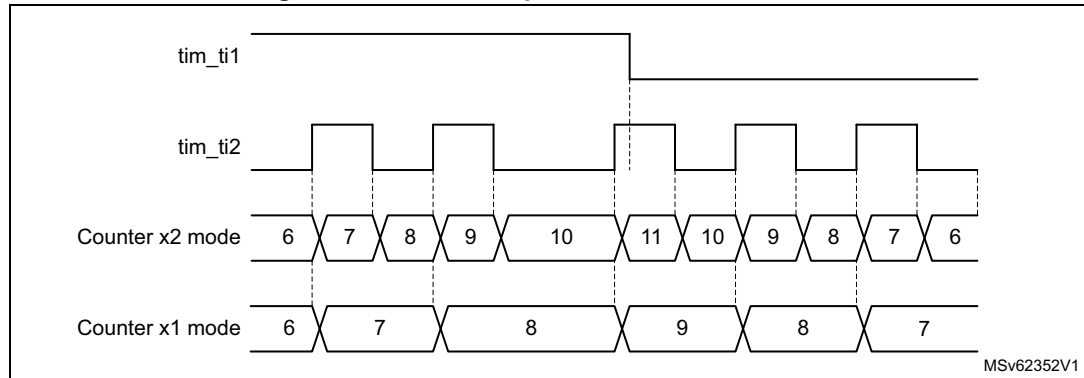 tim_ti1
tim_ti2
Counter x2 mode 6 7 8 9 10 11 10 9 8 7 6
Counter x1 mode 6 7 8 9 8 7
MSv62352V1